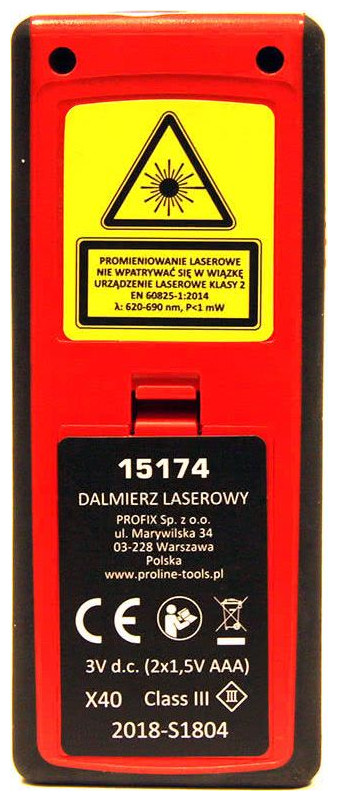 PROMIENIOWANIE LASEROWE
NIE WPATRYWAĆ SIĘ W WIĄZKĘ
URZĄDZENIE LASEROWE KLASY 2
EN 60825-1:2014
λ: 620-690 nm, P<1 mW
15174
DALMIERZ LASEROWY
PROFIX Sp. z o.o.
ul. Marywilska 34
03-228 Warszawa
Polska
www.proline-tools.pl
CE
3V d.c. (2x1,5V AAA)
X40 Class III III
2018-S1804